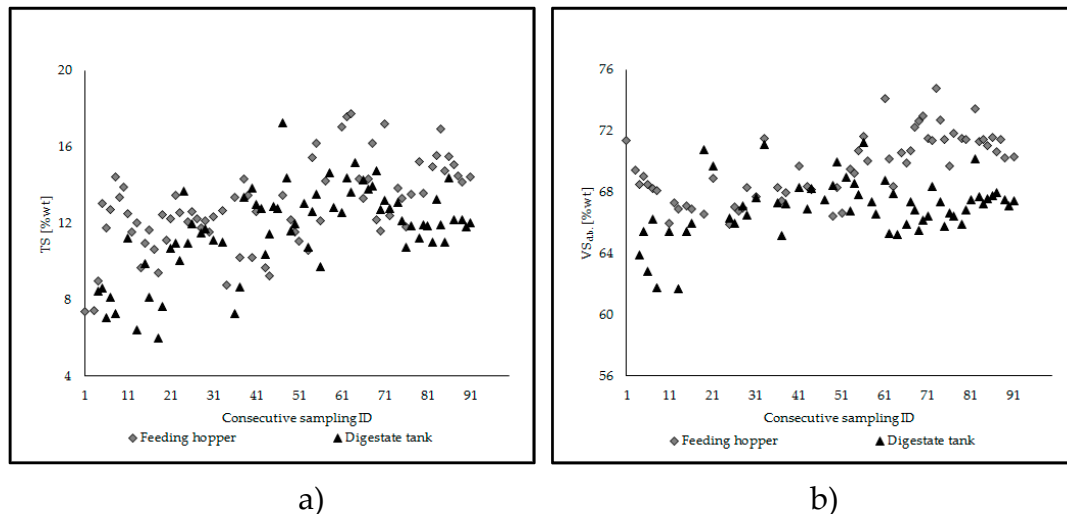 20
16
12
8
4
TS [%wt]
1 11 21 31 41 51 61 71 81 91
Consecutive sampling ID
Feeding hopper Digestate tank
a)
76
72
68
64
60
56
VSd.b. [%wt]
1 11 21 31 41 51 61 71 81 91
Consecutive sampling ID
Feeding hopper Digestate tank
b)